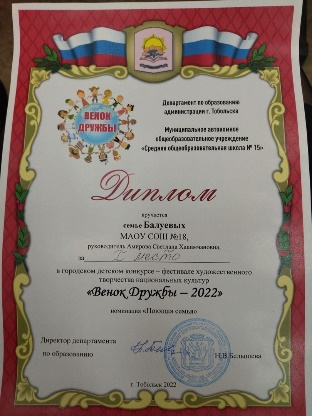 ВЕНОК
ДРУЖБЫ
Департамент по образованию
администрации г. Тобольска
Муниципальное автономное
общеобразовательное учреждение
«Средняя общеобразовательная школа № 15»
Диплом
вручается
семье Балуевых
МАОУ СОШ №18,
руководитель Амирова Светлана
за I место
в городском детском конкурсе – фестивале художественного
творчества национальных культур
«Венок Дружбы – 2022»
номинация «Поющая семья»
Директор департамента
по образованию
Н.В.Белышева
г. Тобольск 2022